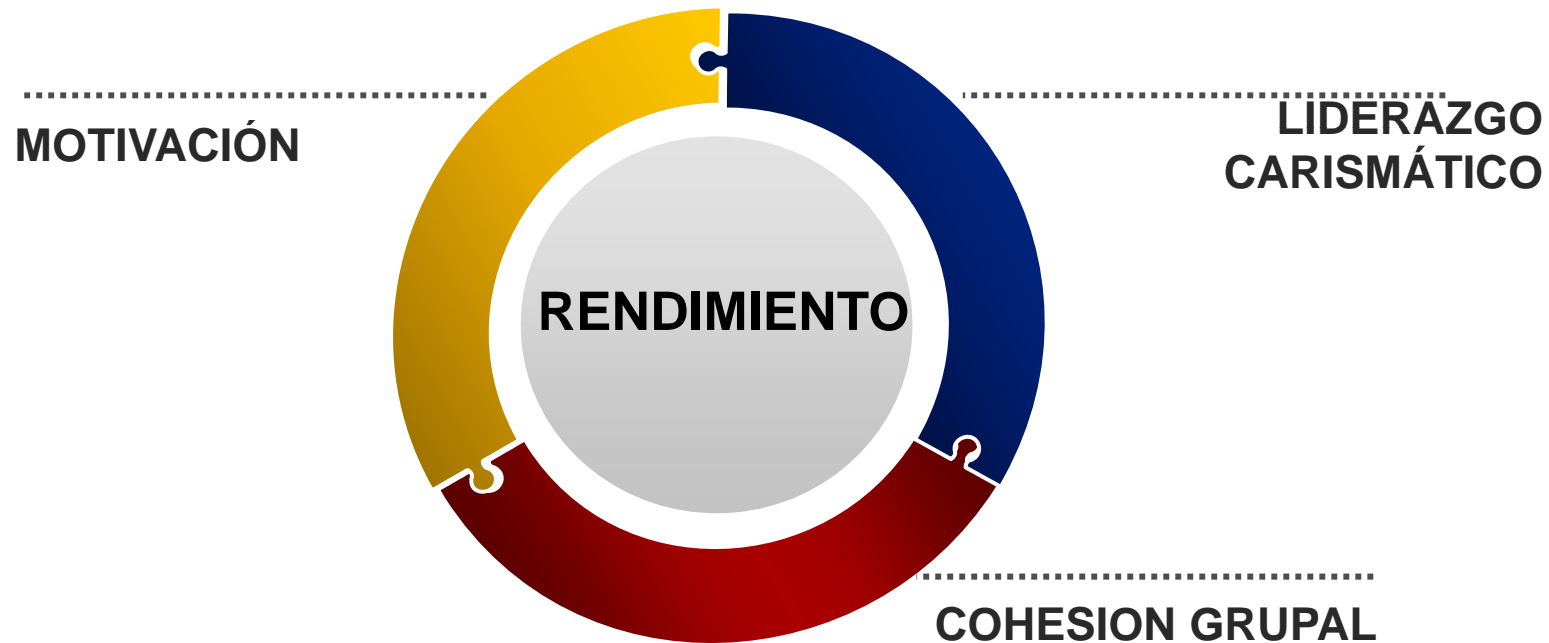 MOTIVACIÓN
LIDERAZGO
CARISMÁTICO
RENDIMIENTO
COHESION GRUPAL